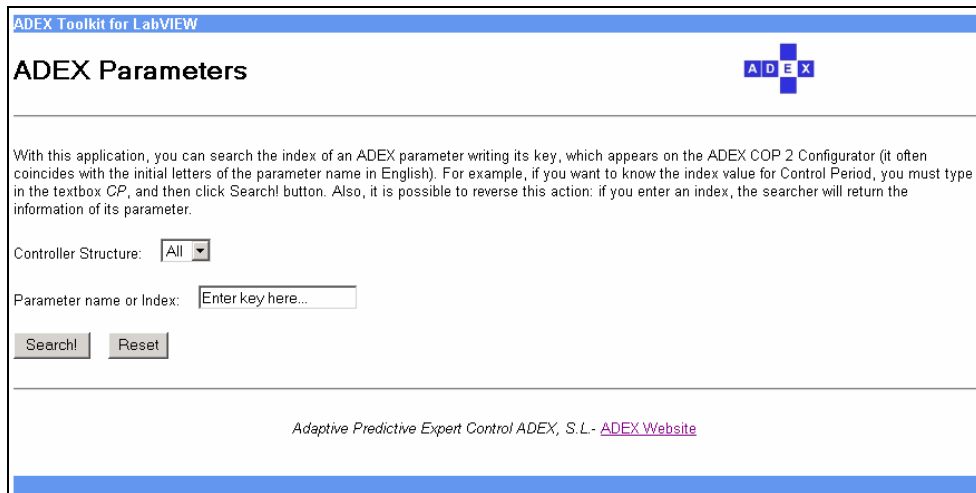 ADEX Toolkit for LabVIEW
ADEX Parameters
A D E X
With this application, you can search the index of an ADEX parameter writing its key, which appears on the ADEX COP 2 Configurator (it often
coincides with the initial letters of the parameter name in English). For example, if you want to know the index value for Control Period, you must type
in the textbox CP, and then click Search! button. Also, it is possible to reverse this action: if you enter an index, the searcher will return the
information of its parameter.
Controller Structure: All
Parameter name or Index: Enter key here...
Search! Reset
Adaptive Predictive Expert Control ADEX, S.L.- ADEX Website